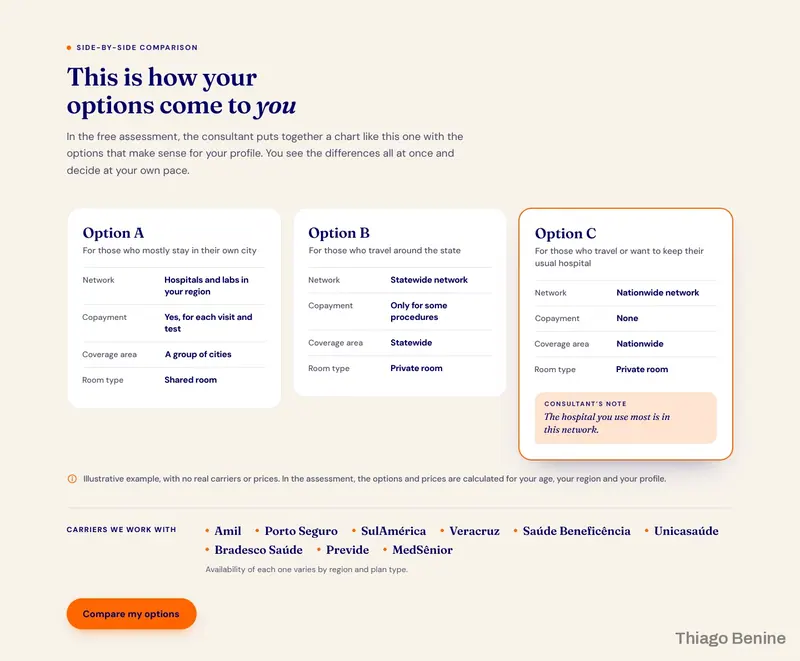 SIDE-BY-SIDE COMPARISON
This is how your
options come to you
In the free assessment, the consultant puts together a chart like this one with the
options that make sense for your profile. You see the differences all at once and
decide at your own pace.
Option A
For those who mostly stay in their own city
Network Hospitals and labs in
your region
Copayment Yes, for each visit and
test
Coverage area A group of cities
Room type Shared room
Option B
For those who travel around the state
Network Statewide network
Copayment Only for some
procedures
Coverage area Statewide
Room type Private room
Option C
For those who travel or want to keep their
usual hospital
Network Nationwide network
Copayment None
Coverage area Nationwide
Room type Private room
CONSULTANT'S NOTE
The hospital you use most is in
this network.
Illustrative example, with no real carriers or prices. In the assessment, the options and prices are calculated for your age, your region and your profile.
CARRIERS WE WORK WITH
• Amil • Porto Seguro • SulAmérica • Veracruz • Saúde Beneficência • Unicasaúde
• Bradesco Saúde • Previde • MedSênior
Availability of each one varies by region and plan type.
Compare my options
Thiago Benine